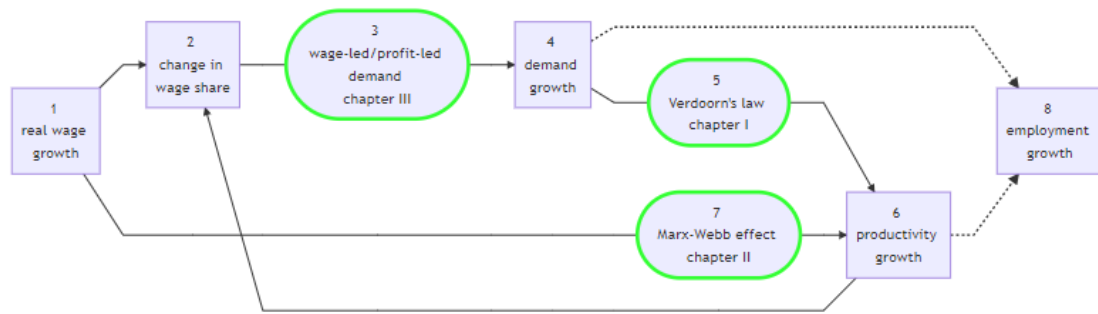 1
real wage
growth
2
change in
wage share
3
wage-led/profit-led
demand
chapter III
4
demand
growth
5
Verdoorn's law
chapter I
6
productivity
growth
7
Marx-Webb effect
chapter II
8
employment
growth